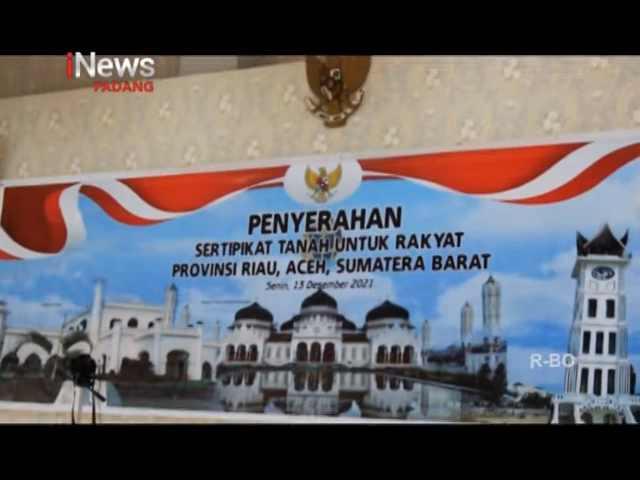 iNews
PADANG
PENYERAHAN
SERTIPIKAT TANAH UNTUK RAKYAT
PROVINSI RIAU, ACEH, SUMATERA BARAT
Senin, 13 Desember 2021
R-BO